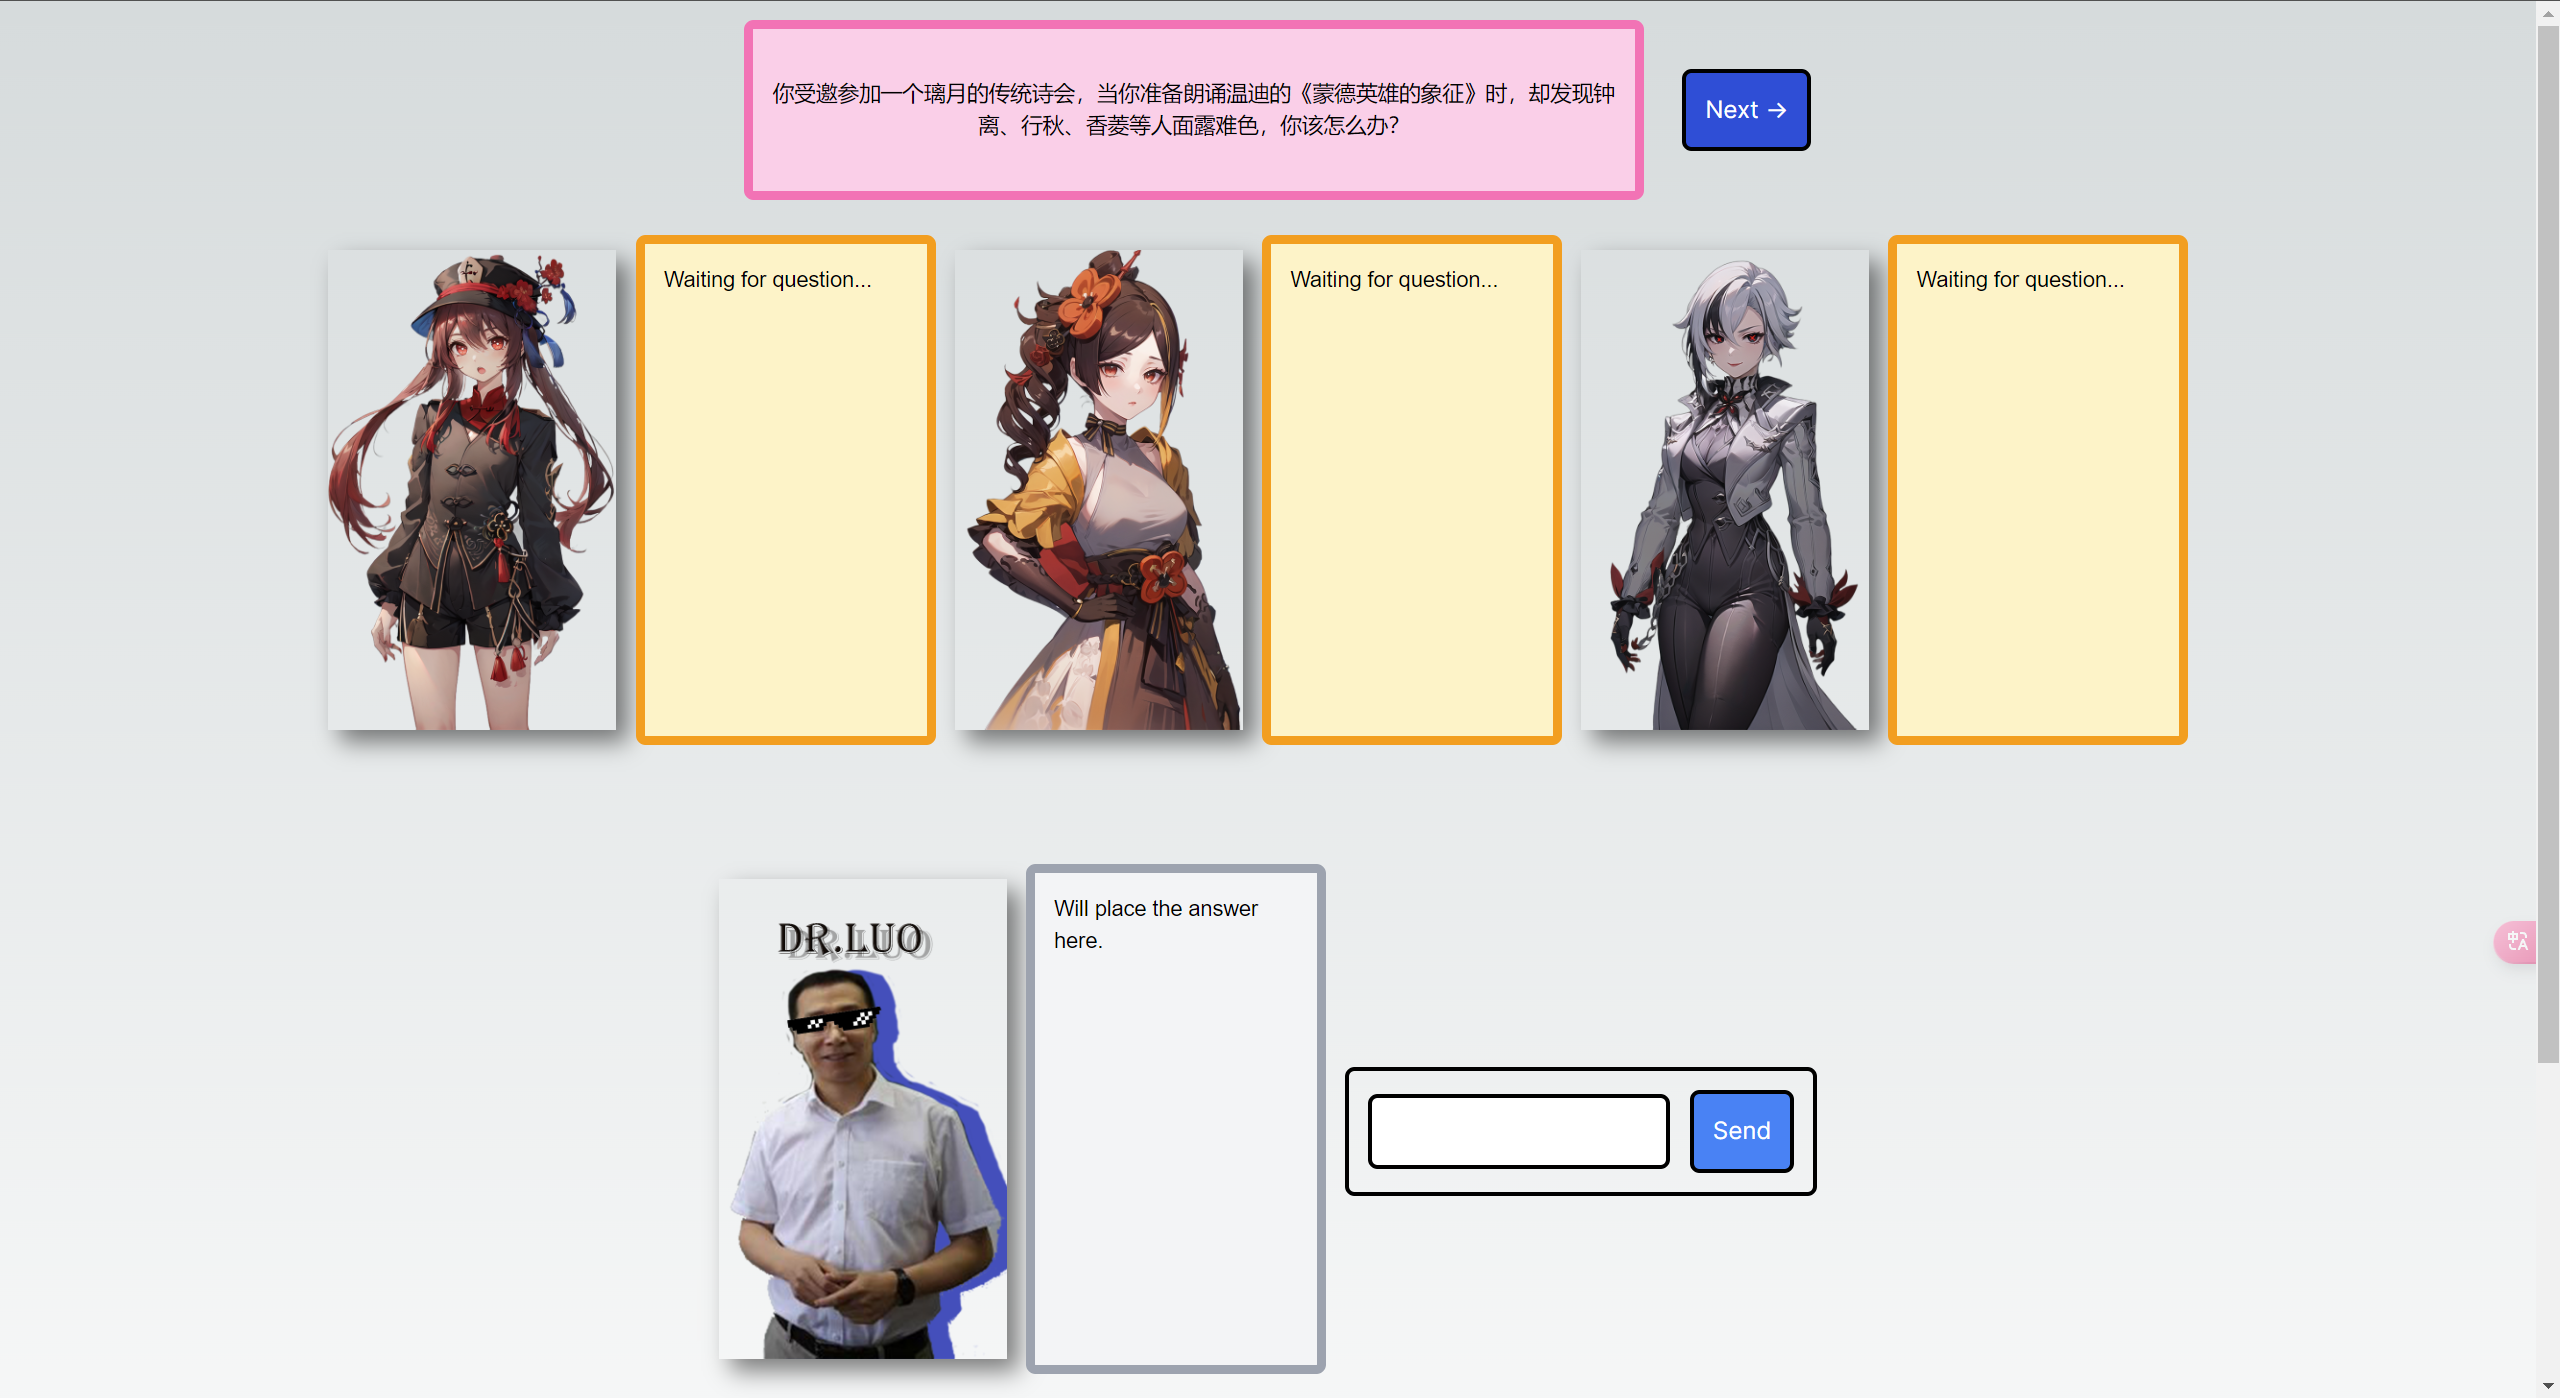 你受邀参加一个璃月的传统诗会，当你准备朗诵温迪的《蒙德英雄的象征》时，却发现钟
离、行秋、香菱等人面露难色，你该怎么办？
Next →
Waiting for question...
Waiting for question...
Waiting for question...
DR.LUO
Will place the answer
here.
Send
中A